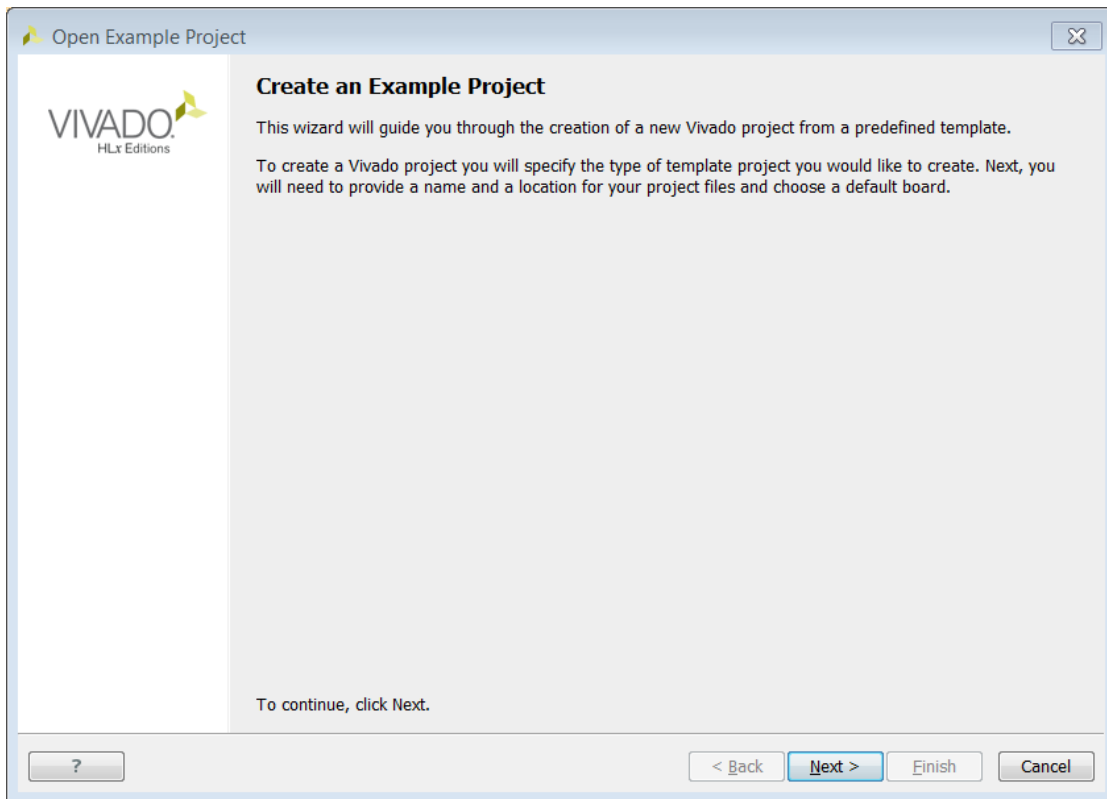 Open Example Project
VIVADO.
HLx Editions
Create an Example Project
This wizard will guide you through the creation of a new Vivado project from a predefined template.
To create a Vivado project you will specify the type of template project you would like to create. Next, you
will need to provide a name and a location for your project files and choose a default board.
To continue, click Next.
?
< Back
Next >
Finish
Cancel